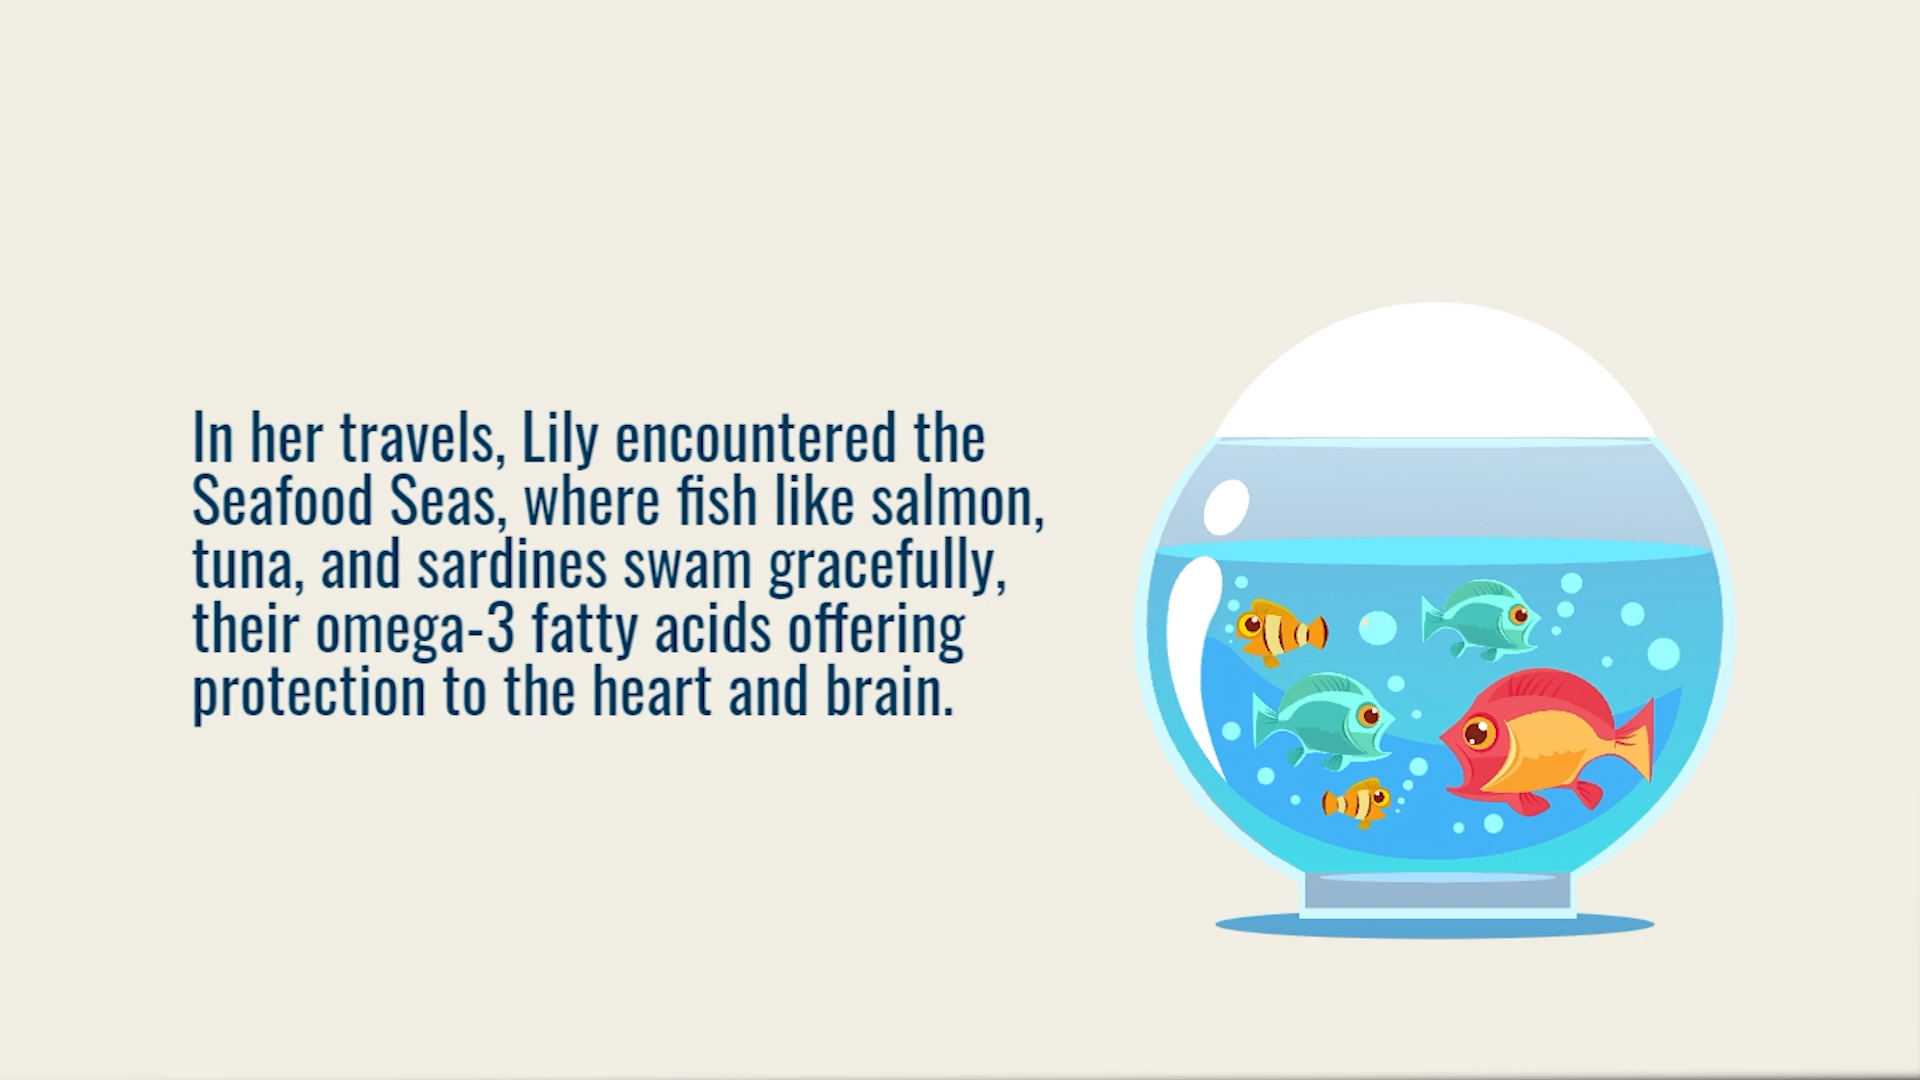 In her travels, Lily encountered the
Seafood Seas, where fish like salmon,
tuna, and sardines swam gracefully,
their omega-3 fatty acids offering
protection to the heart and brain.